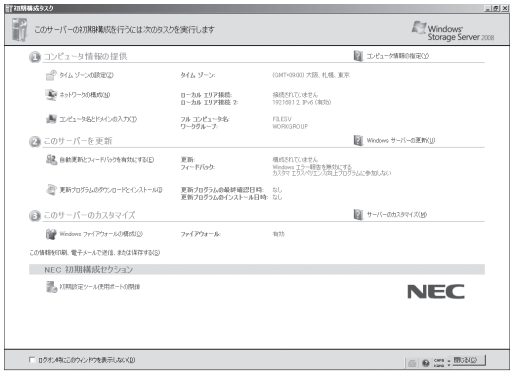 初期構成タスク
このサーバーの初期構成を行うには次のタスクを実行します
Windows
Storage Server 2008
1 コンピュータ情報の提供
コンピュータ情報の指定(Y)
タイム ゾーンの設定(Z)
タイム ゾーン:
(GMT+09:00) 大阪、札幌、東京
ネットワークの構成(N)
ローカル エリア接続:
接続されていません
ローカル エリア接続 2:
192.168.1.2, IPv6 (有効)
コンピュータ名とドメインの入力(I)
フル コンピュータ名:
FILESV
ワークグループ:
WORKGROUP
2 このサーバーを更新
Windows サーバーの更新(U)
自動更新とフィードバックを有効にする(E)
更新:
構成されていません
フィードバック:
Windows エラー報告を無効にする
カスタマ エクスペリエンス向上プログラムに参加しない
更新プログラムのダウンロードとインストール(D)
更新プログラムの最終確認日時:
なし
更新プログラムのインストール日時:
なし
3 このサーバーのカスタマイズ
サーバーのカスタマイズ(M)
Windows ファイアウォールの構成(O)
ファイアウォール:
有効
この情報を印刷、電子メールで送信、または保存する(S)
NEC 初期構成セクション
初期設定ツール使用ポートの開放
NEC
ログオン時にこのウィンドウを表示しない(D)
CAPS
KANA
閉じる(C)